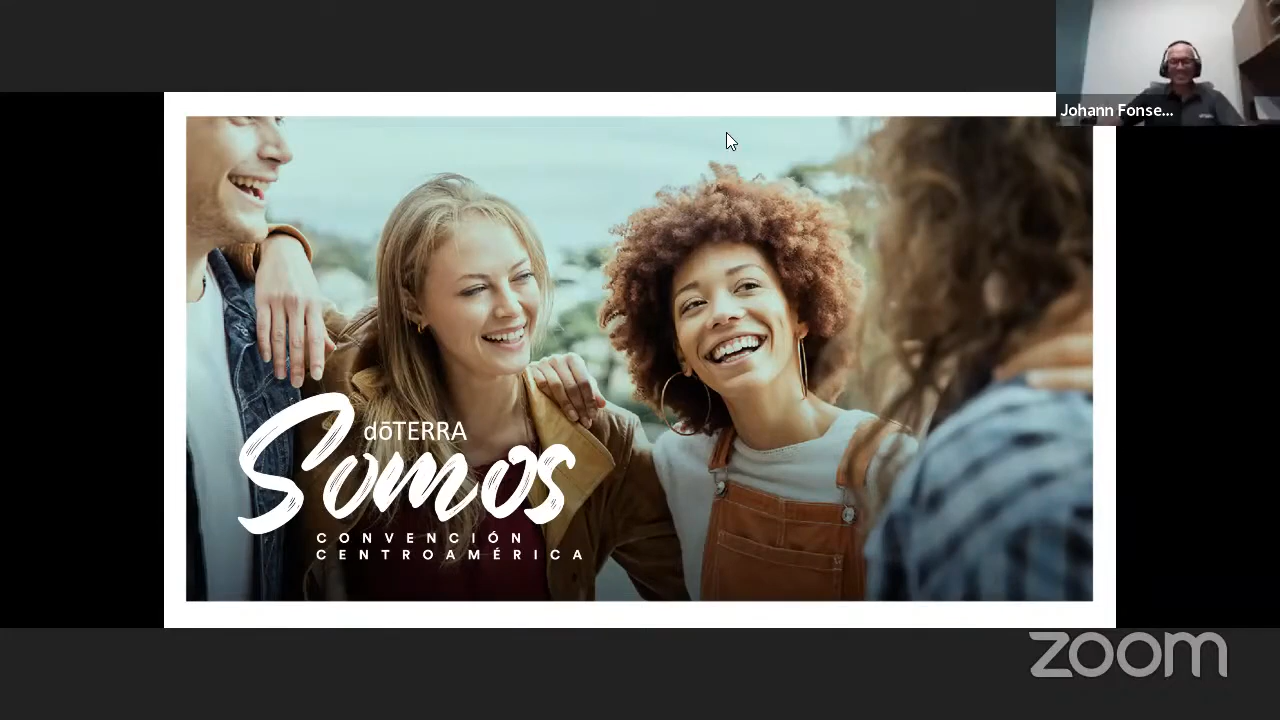 Johann Fonse...
dōTERRA
Somos
CONVENCIÓN
CENTROAMÉRICA
zoom